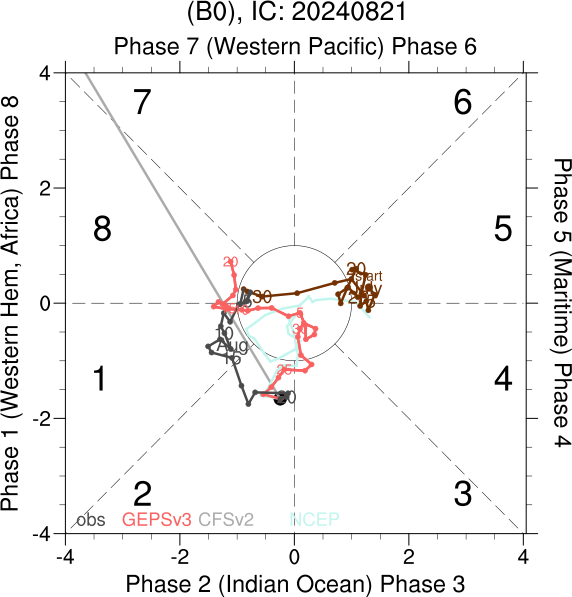 (B0), IC: 20240821
Phase 7 (Western Pacific) Phase 6
Phase 1 (Western Hem, Africa) Phase 8
Phase 5 (Maritime) Phase 4
4
2
0
-2
-4
7
6
8
5
1
4
2
3
20
30
20
start
5
10
Aug
15
25
obs
GEPSv3
CFSv2
NCEP
-4
-2
0
2
4
Phase 2 (Indian Ocean) Phase 3